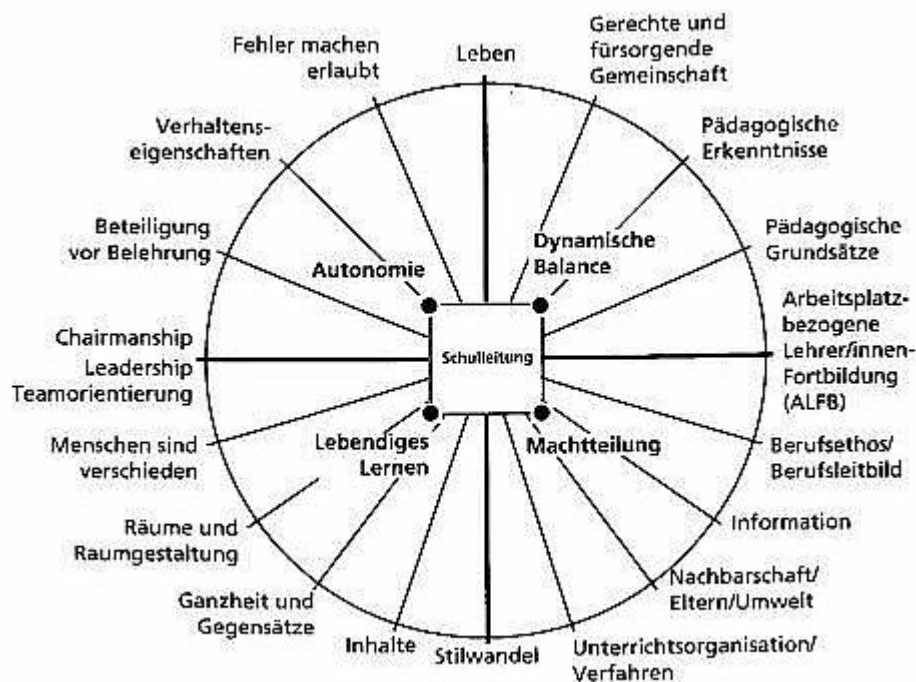 Leben
Gerechte und
fürsorgende
Gemeinschaft
Pädagogische
Erkenntnisse
Pädagogische
Grundsätze
Arbeitsplatz-
bezogene
Lehrer/innen-
Fortbildung
(ALFB)
Berufsethos/
Berufsleitbild
Information
Nachbarschaft/
Eltern/Umwelt
Unterrichtsorganisation/
Verfahren
Stilwandel
Inhalte
Ganzheit und
Gegensätze
Räume und
Raumgestaltung
Menschen sind
verschieden
Chairmanship
Leadership
Teamorientierung
Beteiligung
vor Belehrung
Verhaltens-
eigenschaften
Fehler machen
erlaubt
Autonomie
Dynamische
Balance
Schulleitung
Lebendiges
Lernen
Machtteilung